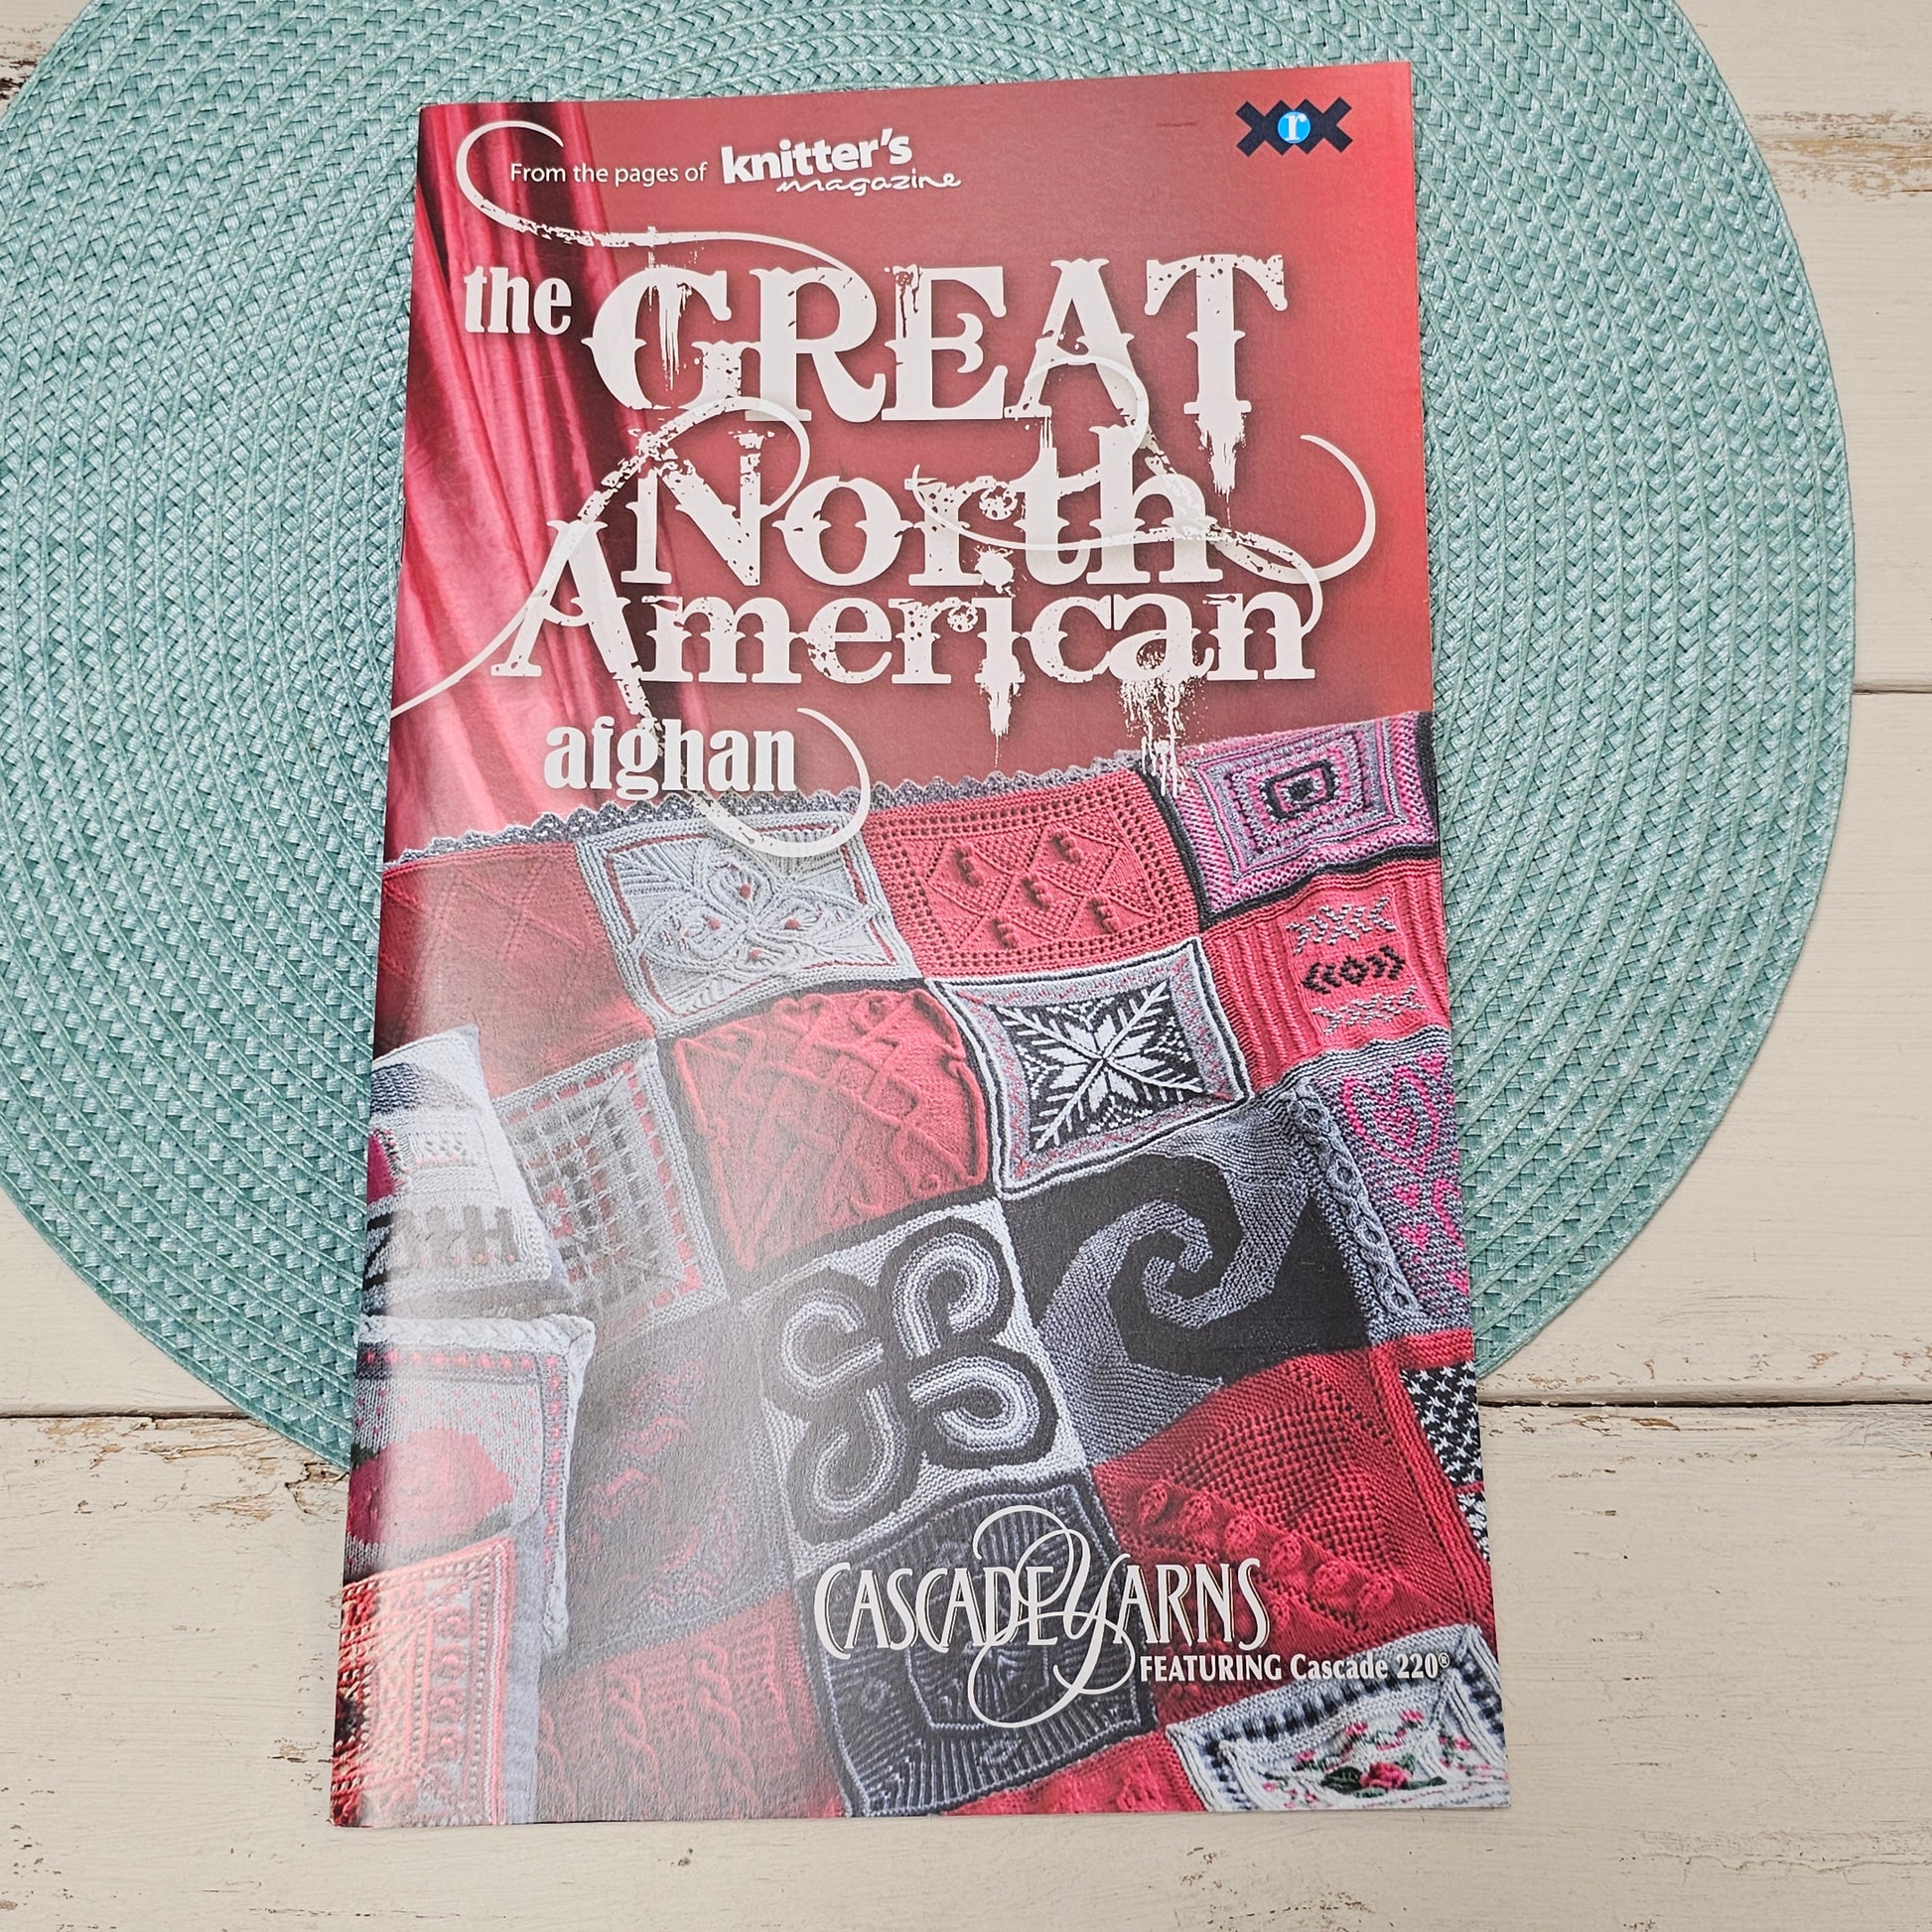 From the pages of knitter's
magazine
r
the GREAT
North
American
afghan
CASCADE YARNS
FEATURING Cascade 220®